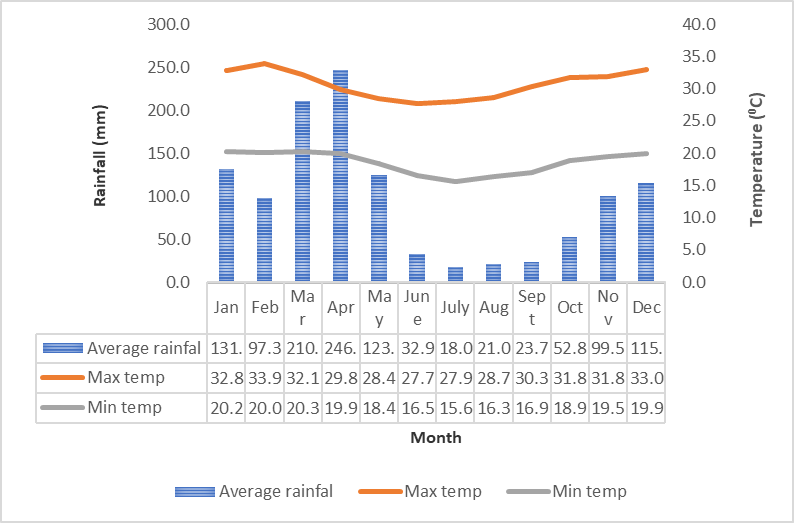 300.0
250.0
200.0
150.0
100.0
50.0
0.0
Rainfall (mm)
40.0
35.0
30.0
25.0
20.0
15.0
10.0
5.0
0.0
Temperature (⁰C)
Jan Feb Mar Apr May June July Aug Sept Oct Nov Dec
Average rainfal 131. 97.3 210. 246. 123. 32.9 18.0 21.0 23.7 52.8 99.5 115.
Max temp 32.8 33.9 32.1 29.8 28.4 27.7 27.9 28.7 30.3 31.8 31.8 33.0
Min temp 20.2 20.0 20.3 19.9 18.4 16.5 15.6 16.3 16.9 18.9 19.5 19.9
Month
Average rainfal Max temp Min temp